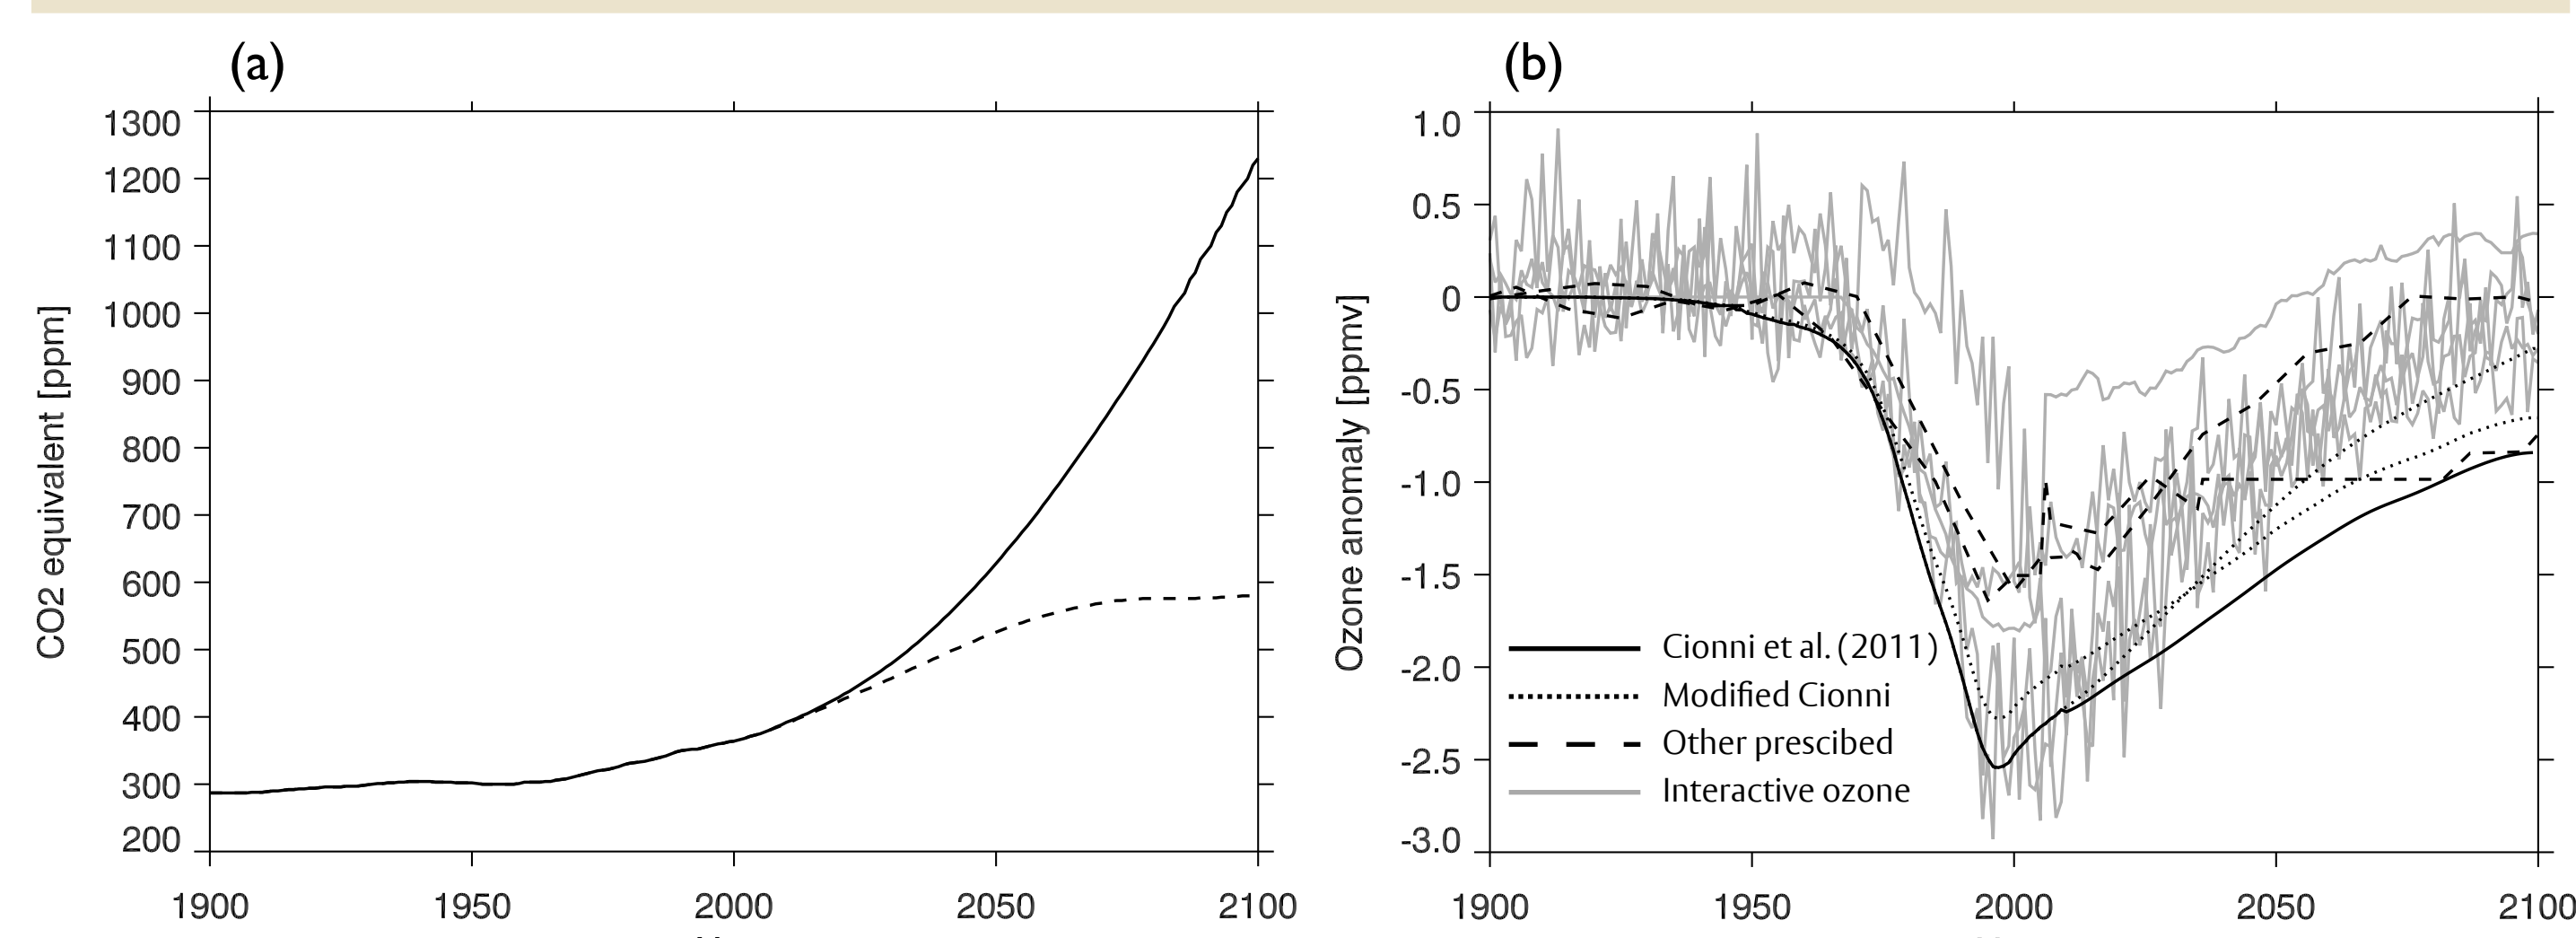 (a)
1300
1200
1100
1000
900
800
700
600
500
400
300
200
CO2 equivalent [ppm]
1900 1950 2000 2050 2100
(b)
1.0
0.5
0
-0.5
-1.0
-1.5
-2.0
-2.5
-3.0
Ozone anomaly [ppmv]
Cionni et al. (2011)
Modified Cionni
Other prescibed
Interactive ozone
1900 1950 2000 2050 2100